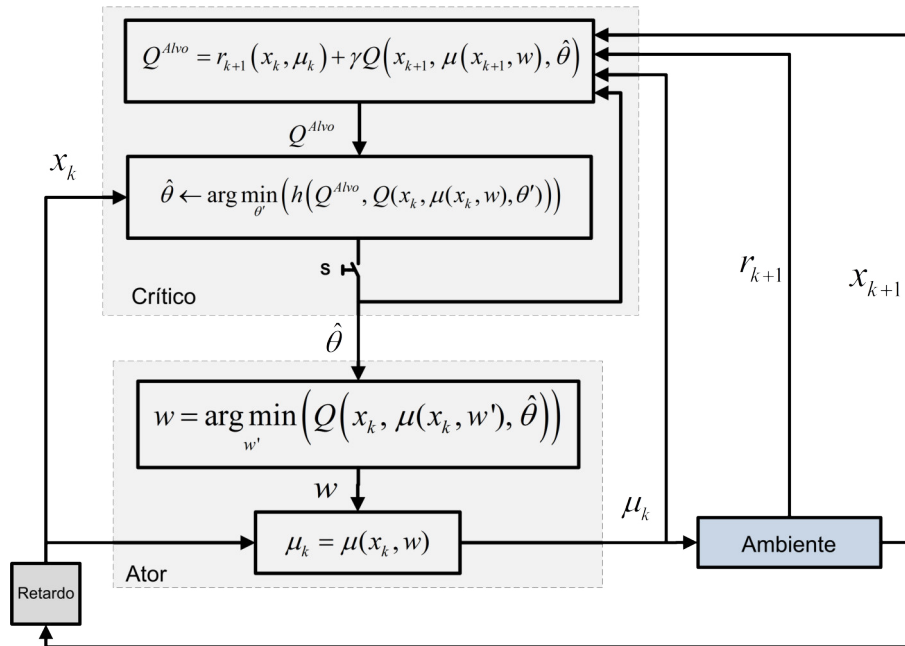 Q^{Alvo} = r_{k+1}(x_k, μ_k) + γQ(x_{k+1}, μ(x_{k+1}, w), θ̂)
Q^{Alvo}
x_k
θ̂ ← arg min_{θ'} (h(Q^{Alvo}, Q(x_k, μ(x_k, w), θ')))
s
Crítico
r_{k+1}
x_{k+1}
θ̂
w = arg min_{w'} (Q(x_k, μ(x_k, w'), θ̂))
w
μ_k
μ_k = μ(x_k, w)
Ambiente
Ator
Retardo